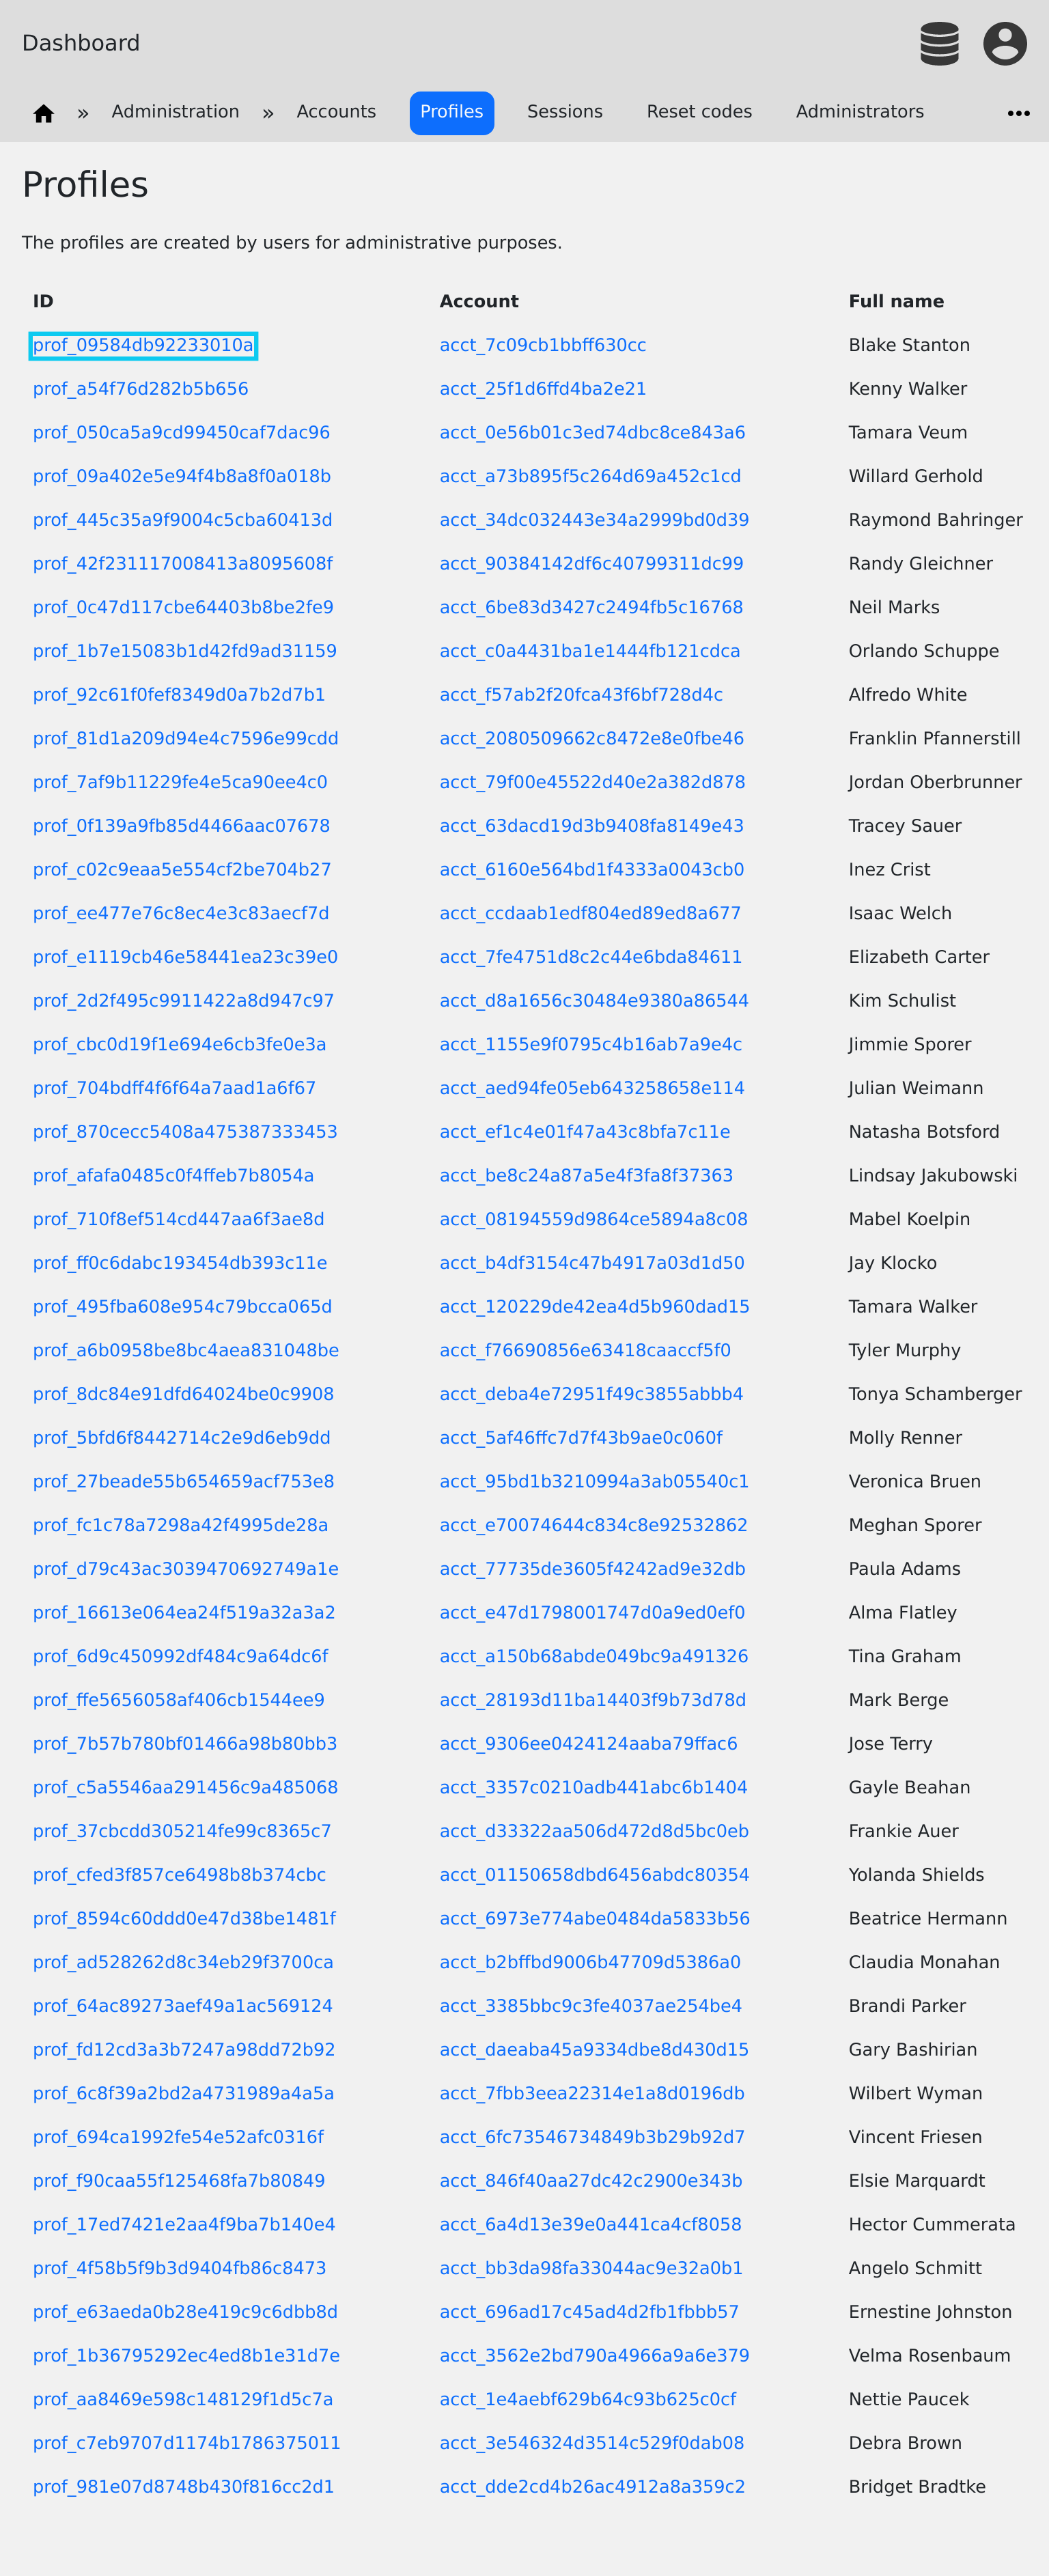 Dashboard
» Administration » Accounts Profiles Sessions Reset codes Administrators •••
Profiles
The profiles are created by users for administrative purposes.
ID Account Full name
prof_09584db92233010a acct_7c09cb1bbff630cc Blake Stanton
prof_a54f76d282b5b656 acct_25f1d6ffd4ba2e21 Kenny Walker
prof_050ca5a9cd99450caf7dac96 acct_0e56b01c3ed74dbc8ce843a6 Tamara Veum
prof_09a402e5e94f4b8a8f0a018b acct_a73b895f5c264d69a452c1cd Willard Gerhold
prof_445c35a9f9004c5cba60413d acct_34dc032443e34a2999bd0d39 Raymond Bahringer
prof_42f231117008413a8095608f acct_90384142df6c40799311dc99 Randy Gleichner
prof_0c47d117cbe64403b8be2fe9 acct_6be83d3427c2494fb5c16768 Neil Marks
prof_1b7e15083b1d42fd9ad31159 acct_c0a4431ba1e1444fb121cdca Orlando Schuppe
prof_92c61f0fef8349d0a7b2d7b1 acct_f57ab2f20fca43f6bf728d4c Alfredo White
prof_81d1a209d94e4c7596e99cdd acct_2080509662c8472e8e0fbe46 Franklin Pfannerstill
prof_7af9b11229fe4e5ca90ee4c0 acct_79f00e45522d40e2a382d878 Jordan Oberbrunner
prof_0f139a9fb85d4466aac07678 acct_63dacd19d3b9408fa8149e43 Tracey Sauer
prof_c02c9eaa5e554cf2be704b27 acct_6160e564bd1f4333a0043cb0 Inez Crist
prof_ee477e76c8ec4e3c83aecf7d acct_ccdaab1edf804ed89ed8a677 Isaac Welch
prof_e1119cb46e58441ea23c39e0 acct_7fe4751d8c2c44e6bda84611 Elizabeth Carter
prof_2d2f495c9911422a8d947c97 acct_d8a1656c30484e9380a86544 Kim Schulist
prof_cbc0d19f1e694e6cb3fe0e3a acct_1155e9f0795c4b16ab7a9e4c Jimmie Sporer
prof_704bdff4f6f64a7aad1a6f67 acct_aed94fe05eb643258658e114 Julian Weimann
prof_870cecc5408a475387333453 acct_ef1c4e01f47a43c8bfa7c11e Natasha Botsford
prof_afafa0485c0f4ffeb7b8054a acct_be8c24a87a5e4f3fa8f37363 Lindsay Jakubowski
prof_710f8ef514cd447aa6f3ae8d acct_08194559d9864ce5894a8c08 Mabel Koelpin
prof_ff0c6dabc193454db393c11e acct_b4df3154c47b4917a03d1d50 Jay Klocko
prof_495fba608e954c79bcca065d acct_120229de42ea4d5b960dad15 Tamara Walker
prof_a6b0958be8bc4aea831048be acct_f76690856e63418caaccf5f0 Tyler Murphy
prof_8dc84e91dfd64024be0c9908 acct_deba4e72951f49c3855abbb4 Tonya Schamberger
prof_5bfd6f8442714c2e9d6eb9dd acct_5af46ffc7d7f43b9ae0c060f Molly Renner
prof_27beade55b654659acf753e8 acct_95bd1b3210994a3ab05540c1 Veronica Bruen
prof_fc1c78a7298a42f4995de28a acct_e70074644c834c8e92532862 Meghan Sporer
prof_d79c43ac3039470692749a1e acct_77735de3605f4242ad9e32db Paula Adams
prof_16613e064ea24f519a32a3a2 acct_e47d1798001747d0a9ed0ef0 Alma Flatley
prof_6d9c450992df484c9a64dc6f acct_a150b68abde049bc9a491326 Tina Graham
prof_ffe5656058af406cb1544ee9 acct_28193d11ba14403f9b73d78d Mark Berge
prof_7b57b780bf01466a98b80bb3 acct_9306ee0424124aaba79ffac6 Jose Terry
prof_c5a5546aa291456c9a485068 acct_3357c0210adb441abc6b1404 Gayle Beahan
prof_37cbcdd305214fe99c8365c7 acct_d33322aa506d472d8d5bc0eb Frankie Auer
prof_cfed3f857ce6498b8b374cbc acct_01150658dbd6456abdc80354 Yolanda Shields
prof_8594c60ddd0e47d38be1481f acct_6973e774abe0484da5833b56 Beatrice Hermann
prof_ad528262d8c34eb29f3700ca acct_b2bffbd9006b47709d5386a0 Claudia Monahan
prof_64ac89273aef49a1ac569124 acct_3385bbc9c3fe4037ae254be4 Brandi Parker
prof_fd12cd3a3b7247a98dd72b92 acct_daeaba45a9334dbe8d430d15 Gary Bashirian
prof_6c8f39a2bd2a4731989a4a5a acct_7fbb3eea22314e1a8d0196db Wilbert Wyman
prof_694ca1992fe54e52afc0316f acct_6fc73546734849b3b29b92d7 Vincent Friesen
prof_f90caa55f125468fa7b80849 acct_846f40aa27dc42c2900e343b Elsie Marquardt
prof_17ed7421e2aa4f9ba7b140e4 acct_6a4d13e39e0a441ca4cf8058 Hector Cummerata
prof_4f58b5f9b3d9404fb86c8473 acct_bb3da98fa33044ac9e32a0b1 Angelo Schmitt
prof_e63aeda0b28e419c9c6dbb8d acct_696ad17c45ad4d2fb1fbbb57 Ernestine Johnston
prof_1b36795292ec4ed8b1e31d7e acct_3562e2bd790a4966a9a6e379 Velma Rosenbaum
prof_aa8469e598c148129f1d5c7a acct_1e4aebf629b64c93b625c0cf Nettie Paucek
prof_c7eb9707d1174b1786375011 acct_3e546324d3514c529f0dab08 Debra Brown
prof_981e07d8748b430f816cc2d1 acct_dde2cd4b26ac4912a8a359c2 Bridget Bradtke